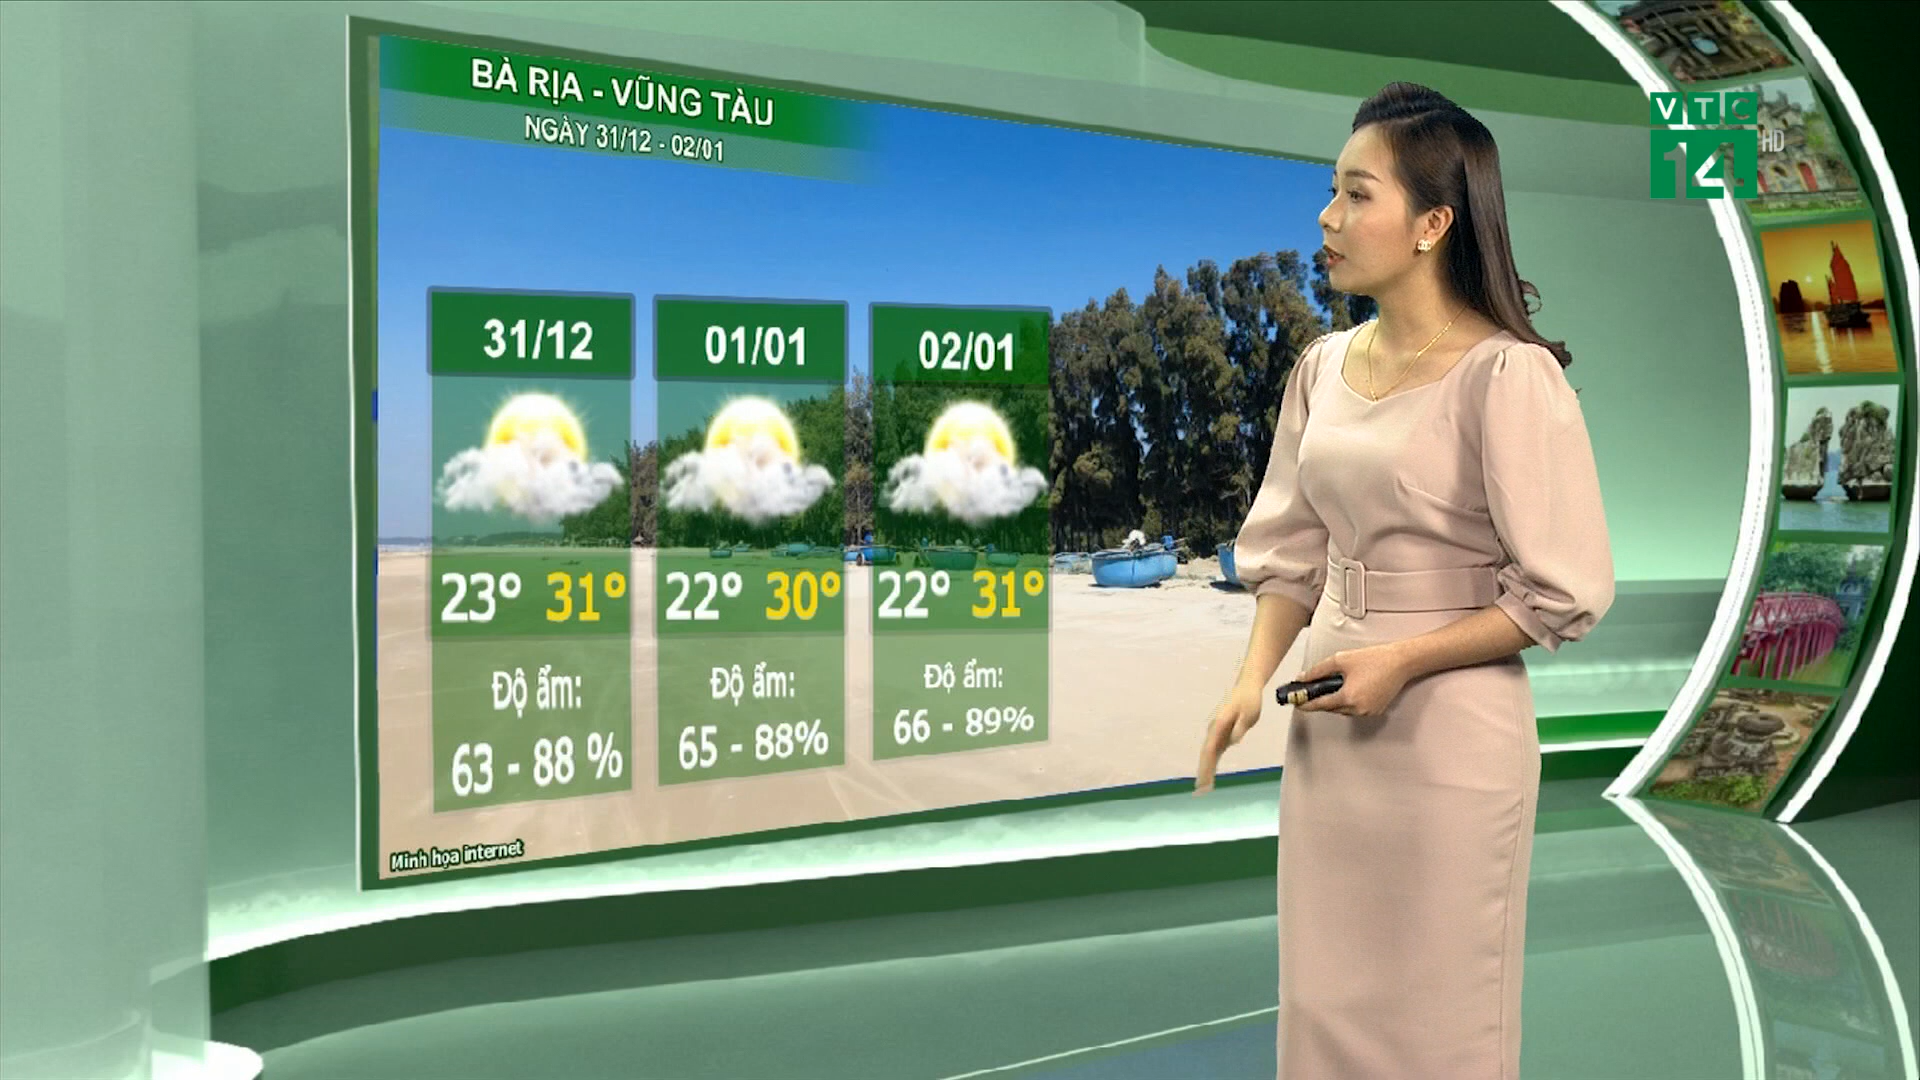 BÀ RỊA - VŨNG TÀU
NGÀY 31/12 - 02/01
VTC
14
HD
31/12
01/01
02/01
23° 31°
22° 30°
22° 31°
Độ ẩm:
63 - 88 %
Độ ẩm:
65 - 88%
Độ ẩm:
66 - 89%
Minh họa internet